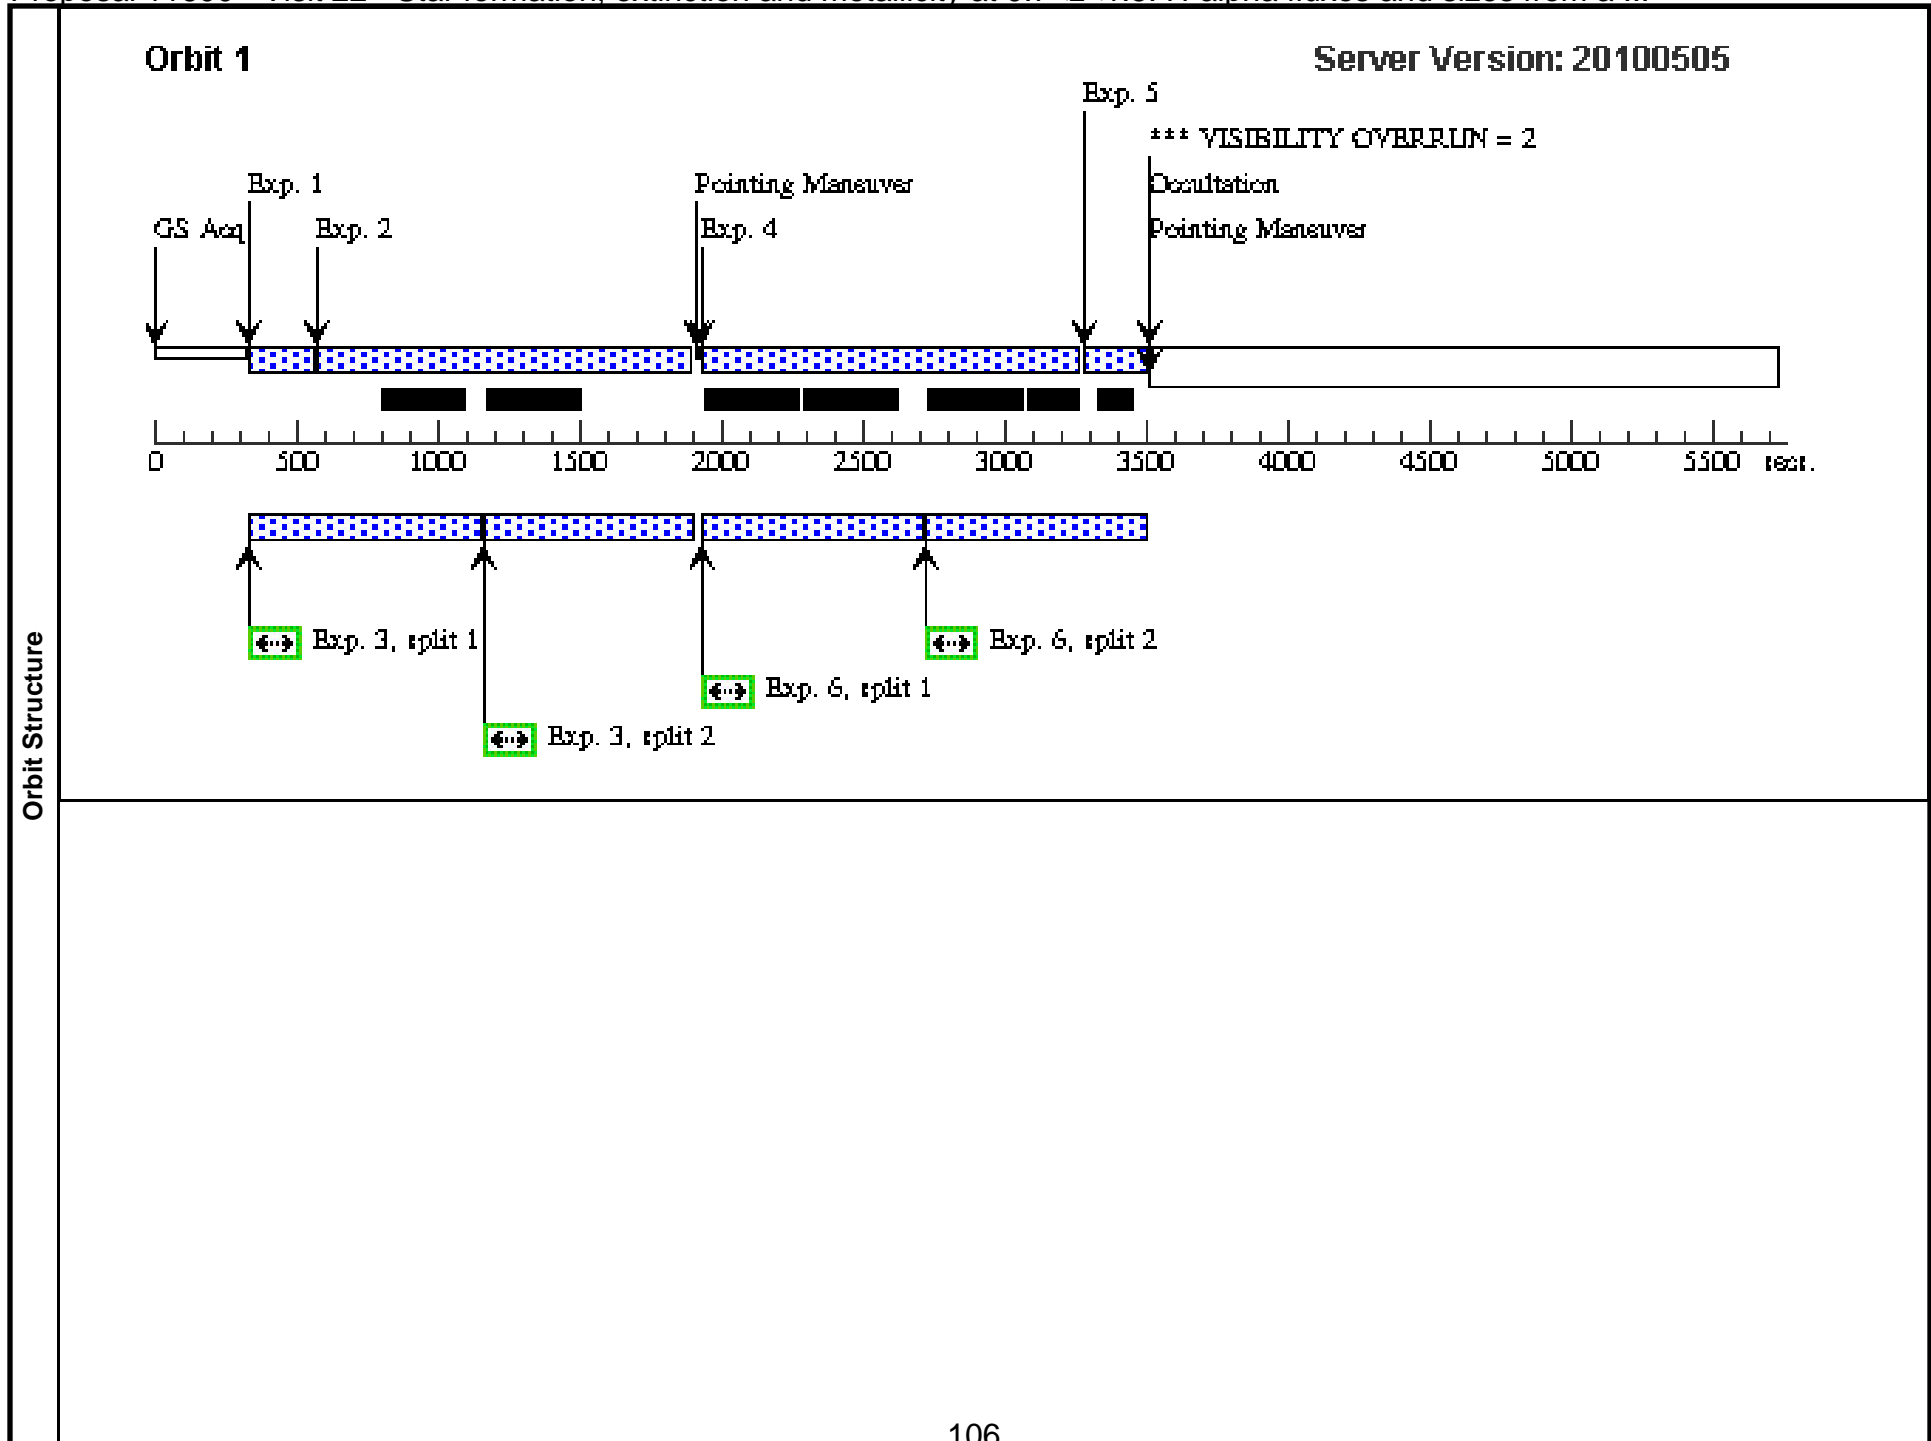 Orbit 1
Server Version: 20100505
Exp. 5
*** VISIBILITY OVERRUN = 2
Exp. 1
Pointing Maneuver
Occultation
GS Acq
Exp. 2
Exp. 4
Pointing Maneuver
0 500 1000 1500 2000 2500 3000 3500 4000 4500 5000 5500 secs.
Exp. 3, split 1
Exp. 6, split 2
Exp. 6, split 1
Exp. 3, split 2
Orbit Structure
106